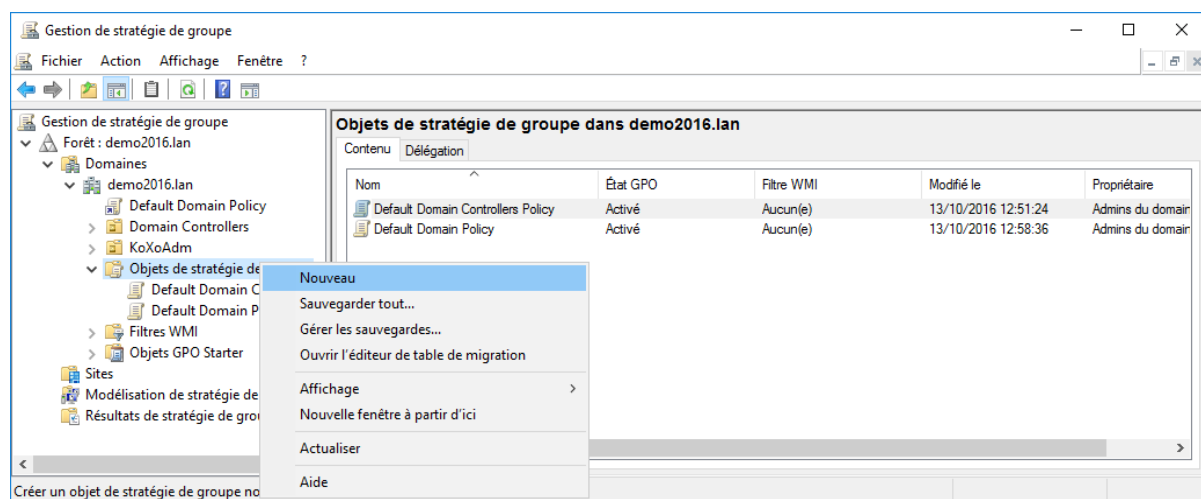 Gestion de stratégie de groupe
Fichier Action Affichage Fenêtre ?
Gestion de stratégie de groupe
Forêt : demo2016.lan
Domaines
demo2016.lan
Default Domain Policy
Domain Controllers
KoXoAdm
Objets de stratégie de
Default Domain C
Default Domain P
Filtres WMI
Objets GPO Starter
Sites
Modélisation de stratégie de
Résultats de stratégie de grou
Objets de stratégie de groupe dans demo2016.lan
Contenu Délégation
Nom État GPO Filtre WMI Modifié le Propriétaire
Default Domain Controllers Policy Activé Aucun(e) 13/10/2016 12:51:24 Admins du domain
Default Domain Policy Activé Aucun(e) 13/10/2016 12:58:36 Admins du domain
Nouveau
Sauvegarder tout...
Gérer les sauvegardes...
Ouvrir l'éditeur de table de migration
Affichage
Nouvelle fenêtre à partir d'ici
Actualiser
Aide
Créer un objet de stratégie de groupe no